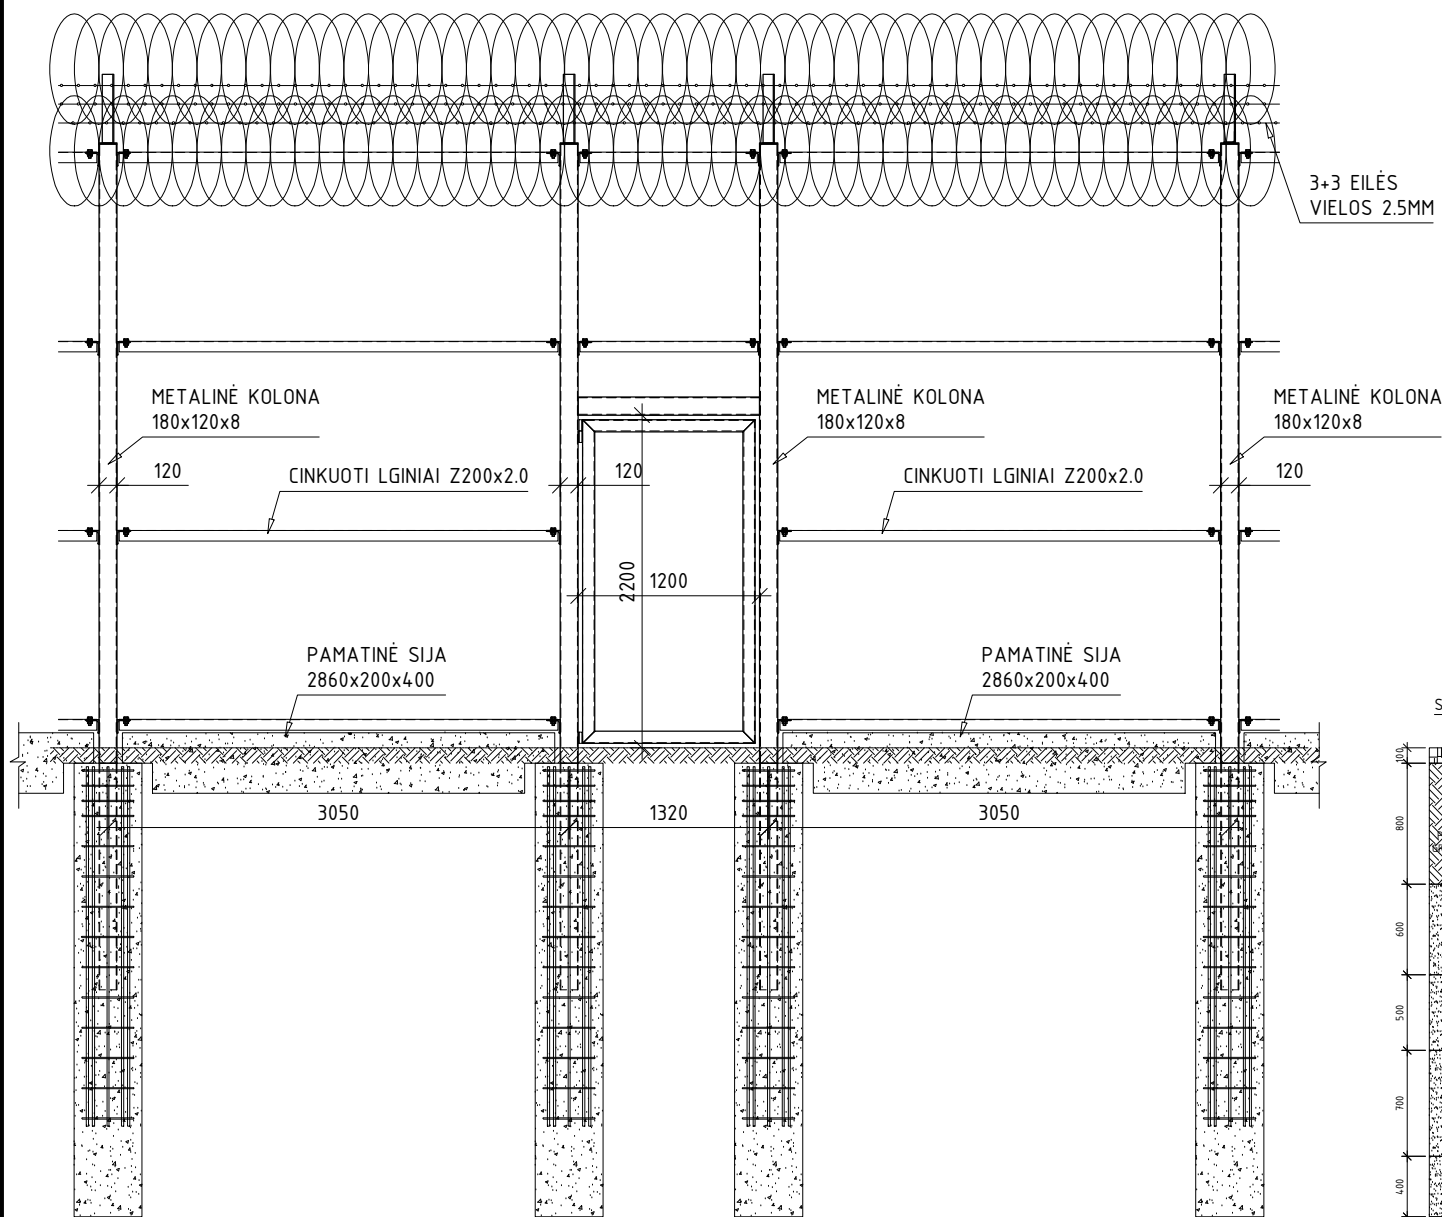 3+3 EILĖS
VIELOS 2.5MM
METALINĖ KOLONA
180x120x8
METALINĖ KOLONA
180x120x8
METALINĖ KOLONA
180x120x8
120
CINKUOTI LGINIAI Z200x2.0
120
CINKUOTI LGINIAI Z200x2.0
120
2200
1200
PAMATINĖ SIJA
2860x200x400
PAMATINĖ SIJA
2860x200x400
S
100
3050
1320
3050
800
600
500
700
400